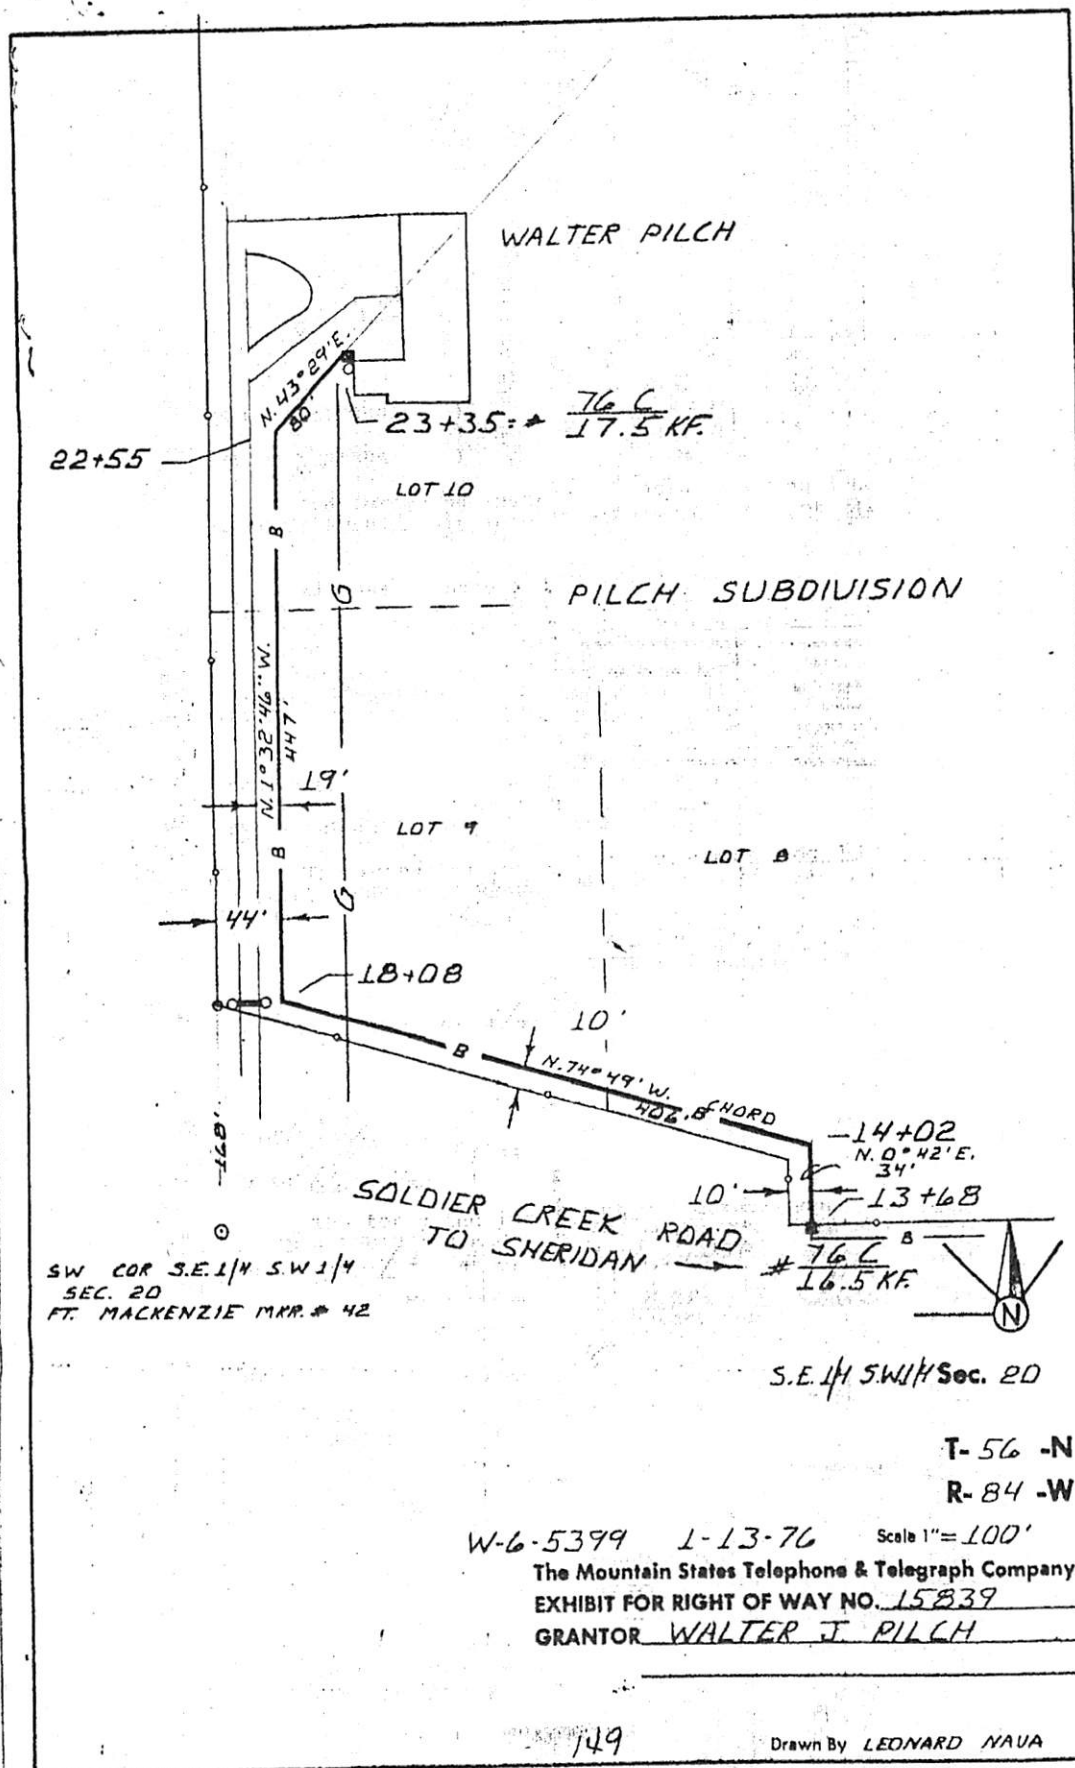 WALTER PILCH
N. 43° 29' E.
80'
23+35 = # 76 C
17.5 KF.
22+55
LOT 10
B
G
PILCH SUBDIVISION
N. 1° 32' 46" W.
447'
19'
LOT 9
LOT 8
B
G
44'
18+08
10'
B
N. 74° 49' W.
406.8 CHORD
14+02
N. 0° 42' E.
34'
10'
13+68
168'
SOLDIER CREEK ROAD
TO SHERIDAN
B
# 76 C
16.5 KF.
SW COR S.E. 1/4 S.W 1/4
SEC. 20
FT. MACKENZIE MKR. # 42
N
S.E. 1/4 S.W 1/4 Sec. 20
T- 56 -N
R- 84 -W
W-6-5399 1-13-76 Scale 1"= 100'
The Mountain States Telephone & Telegraph Company
EXHIBIT FOR RIGHT OF WAY NO. 15839
GRANTOR WALTER J. PILCH
149
Drawn By LEONARD NAVA